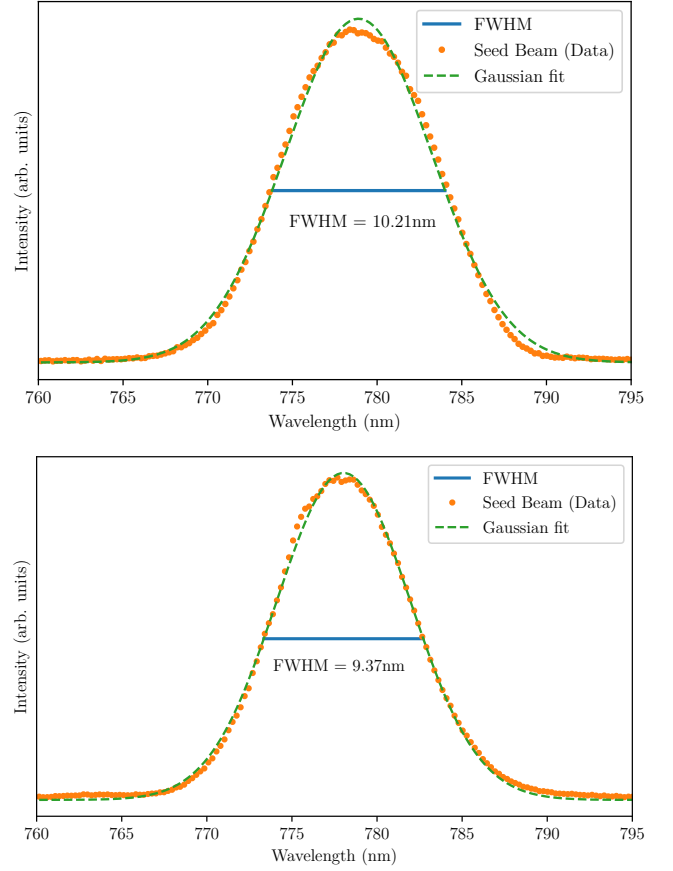 FWHM
Seed Beam (Data)
Gaussian fit
Intensity (arb. units)
FWHM = 10.21nm
760 765 770 775 780 785 790 795
Wavelength (nm)
FWHM
Seed Beam (Data)
Gaussian fit
Intensity (arb. units)
FWHM = 9.37nm
760 765 770 775 780 785 790 795
Wavelength (nm)